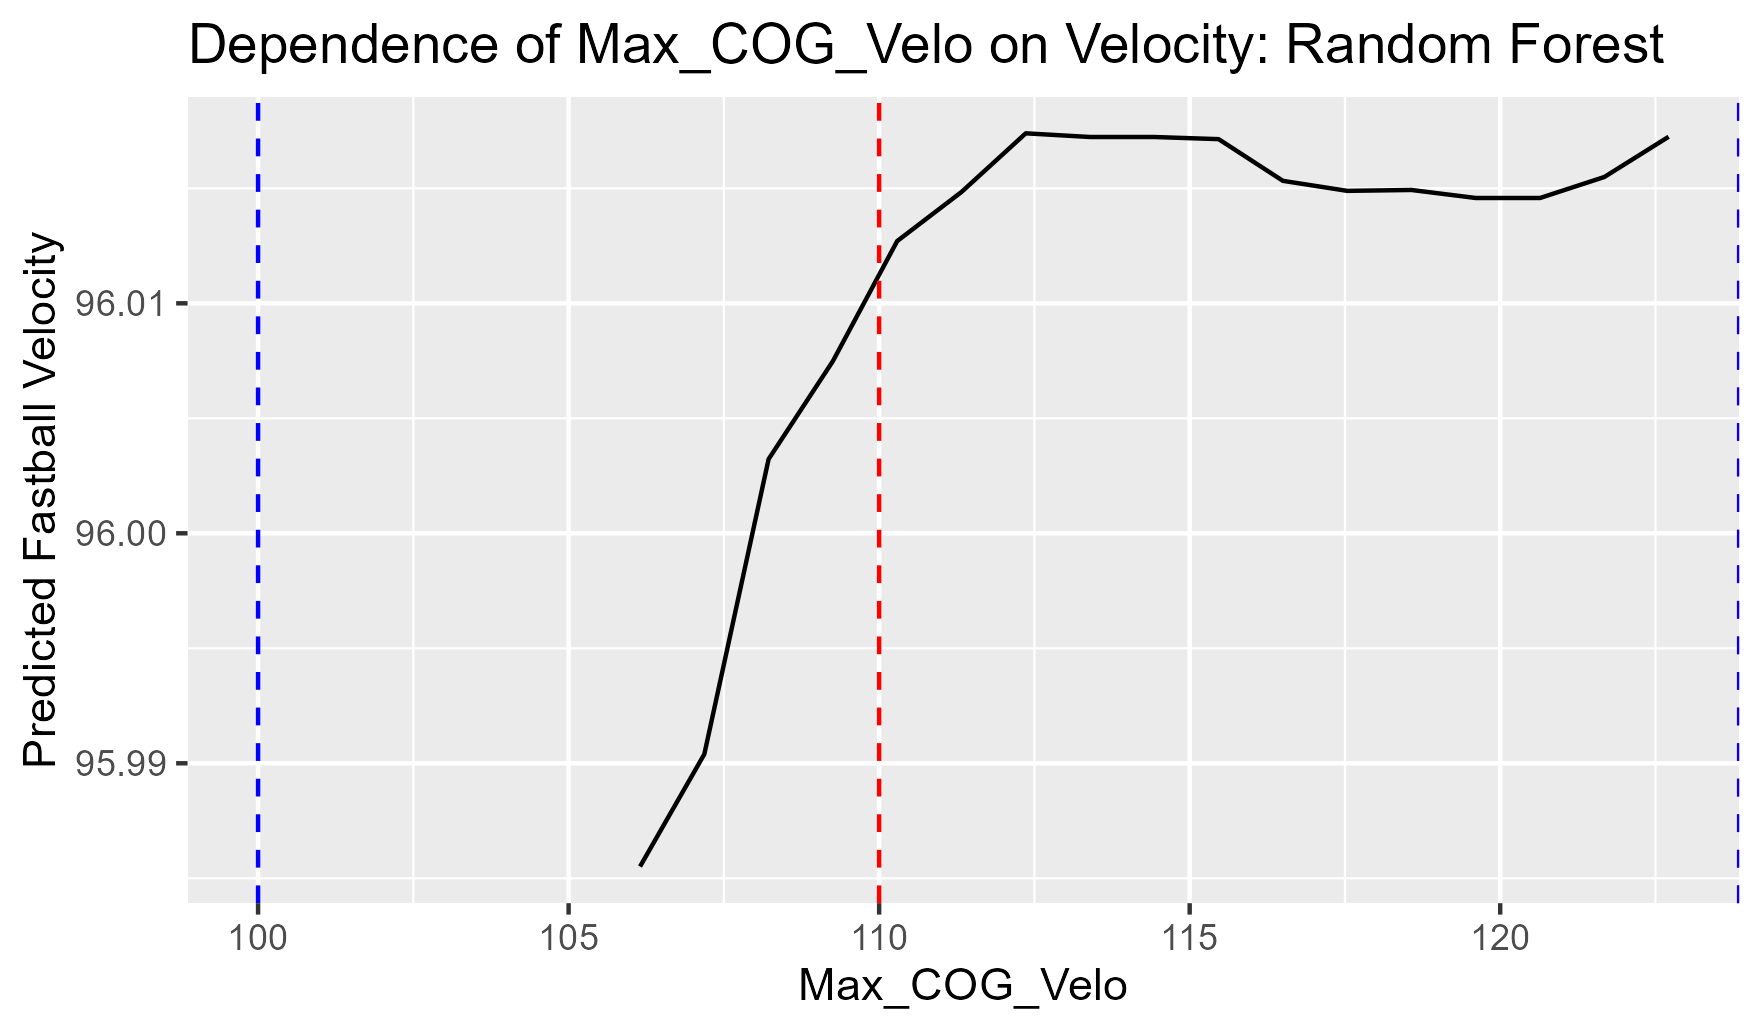 Dependence of Max_COG_Velo on Velocity: Random Forest
Predicted Fastball Velocity
96.01
96.00
95.99
100 105 110 115 120
Max_COG_Velo